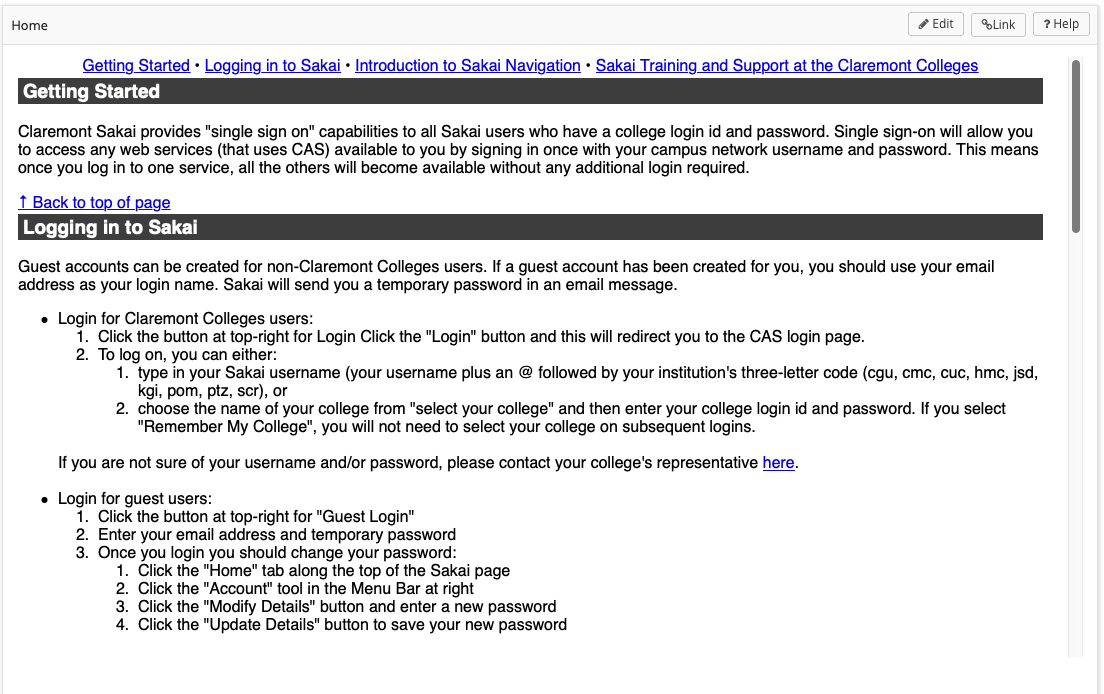 Home
Edit
Link
? Help
Getting Started • Logging in to Sakai • Introduction to Sakai Navigation • Sakai Training and Support at the Claremont Colleges
Getting Started
Claremont Sakai provides "single sign on" capabilities to all Sakai users who have a college login id and password. Single sign-on will allow you
to access any web services (that uses CAS) available to you by signing in once with your campus network username and password. This means
once you log in to one service, all the others will become available without any additional login required.
↑ Back to top of page
Logging in to Sakai
Guest accounts can be created for non-Claremont Colleges users. If a guest account has been created for you, you should use your email
address as your login name. Sakai will send you a temporary password in an email message.
• Login for Claremont Colleges users:
1. Click the button at top-right for Login Click the "Login" button and this will redirect you to the CAS login page.
2. To log on, you can either:
1. type in your Sakai username (your username plus an @ followed by your institution's three-letter code (cgu, cmc, cuc, hmc, jsd,
kgi, pom, ptz, scr), or
2. choose the name of your college from "select your college" and then enter your college login id and password. If you select
"Remember My College", you will not need to select your college on subsequent logins.
If you are not sure of your username and/or password, please contact your college's representative here.
• Login for guest users:
1. Click the button at top-right for "Guest Login"
2. Enter your email address and temporary password
3. Once you login you should change your password:
1. Click the "Home" tab along the top of the Sakai page
2. Click the "Account" tool in the Menu Bar at right
3. Click the "Modify Details" button and enter a new password
4. Click the "Update Details" button to save your new password